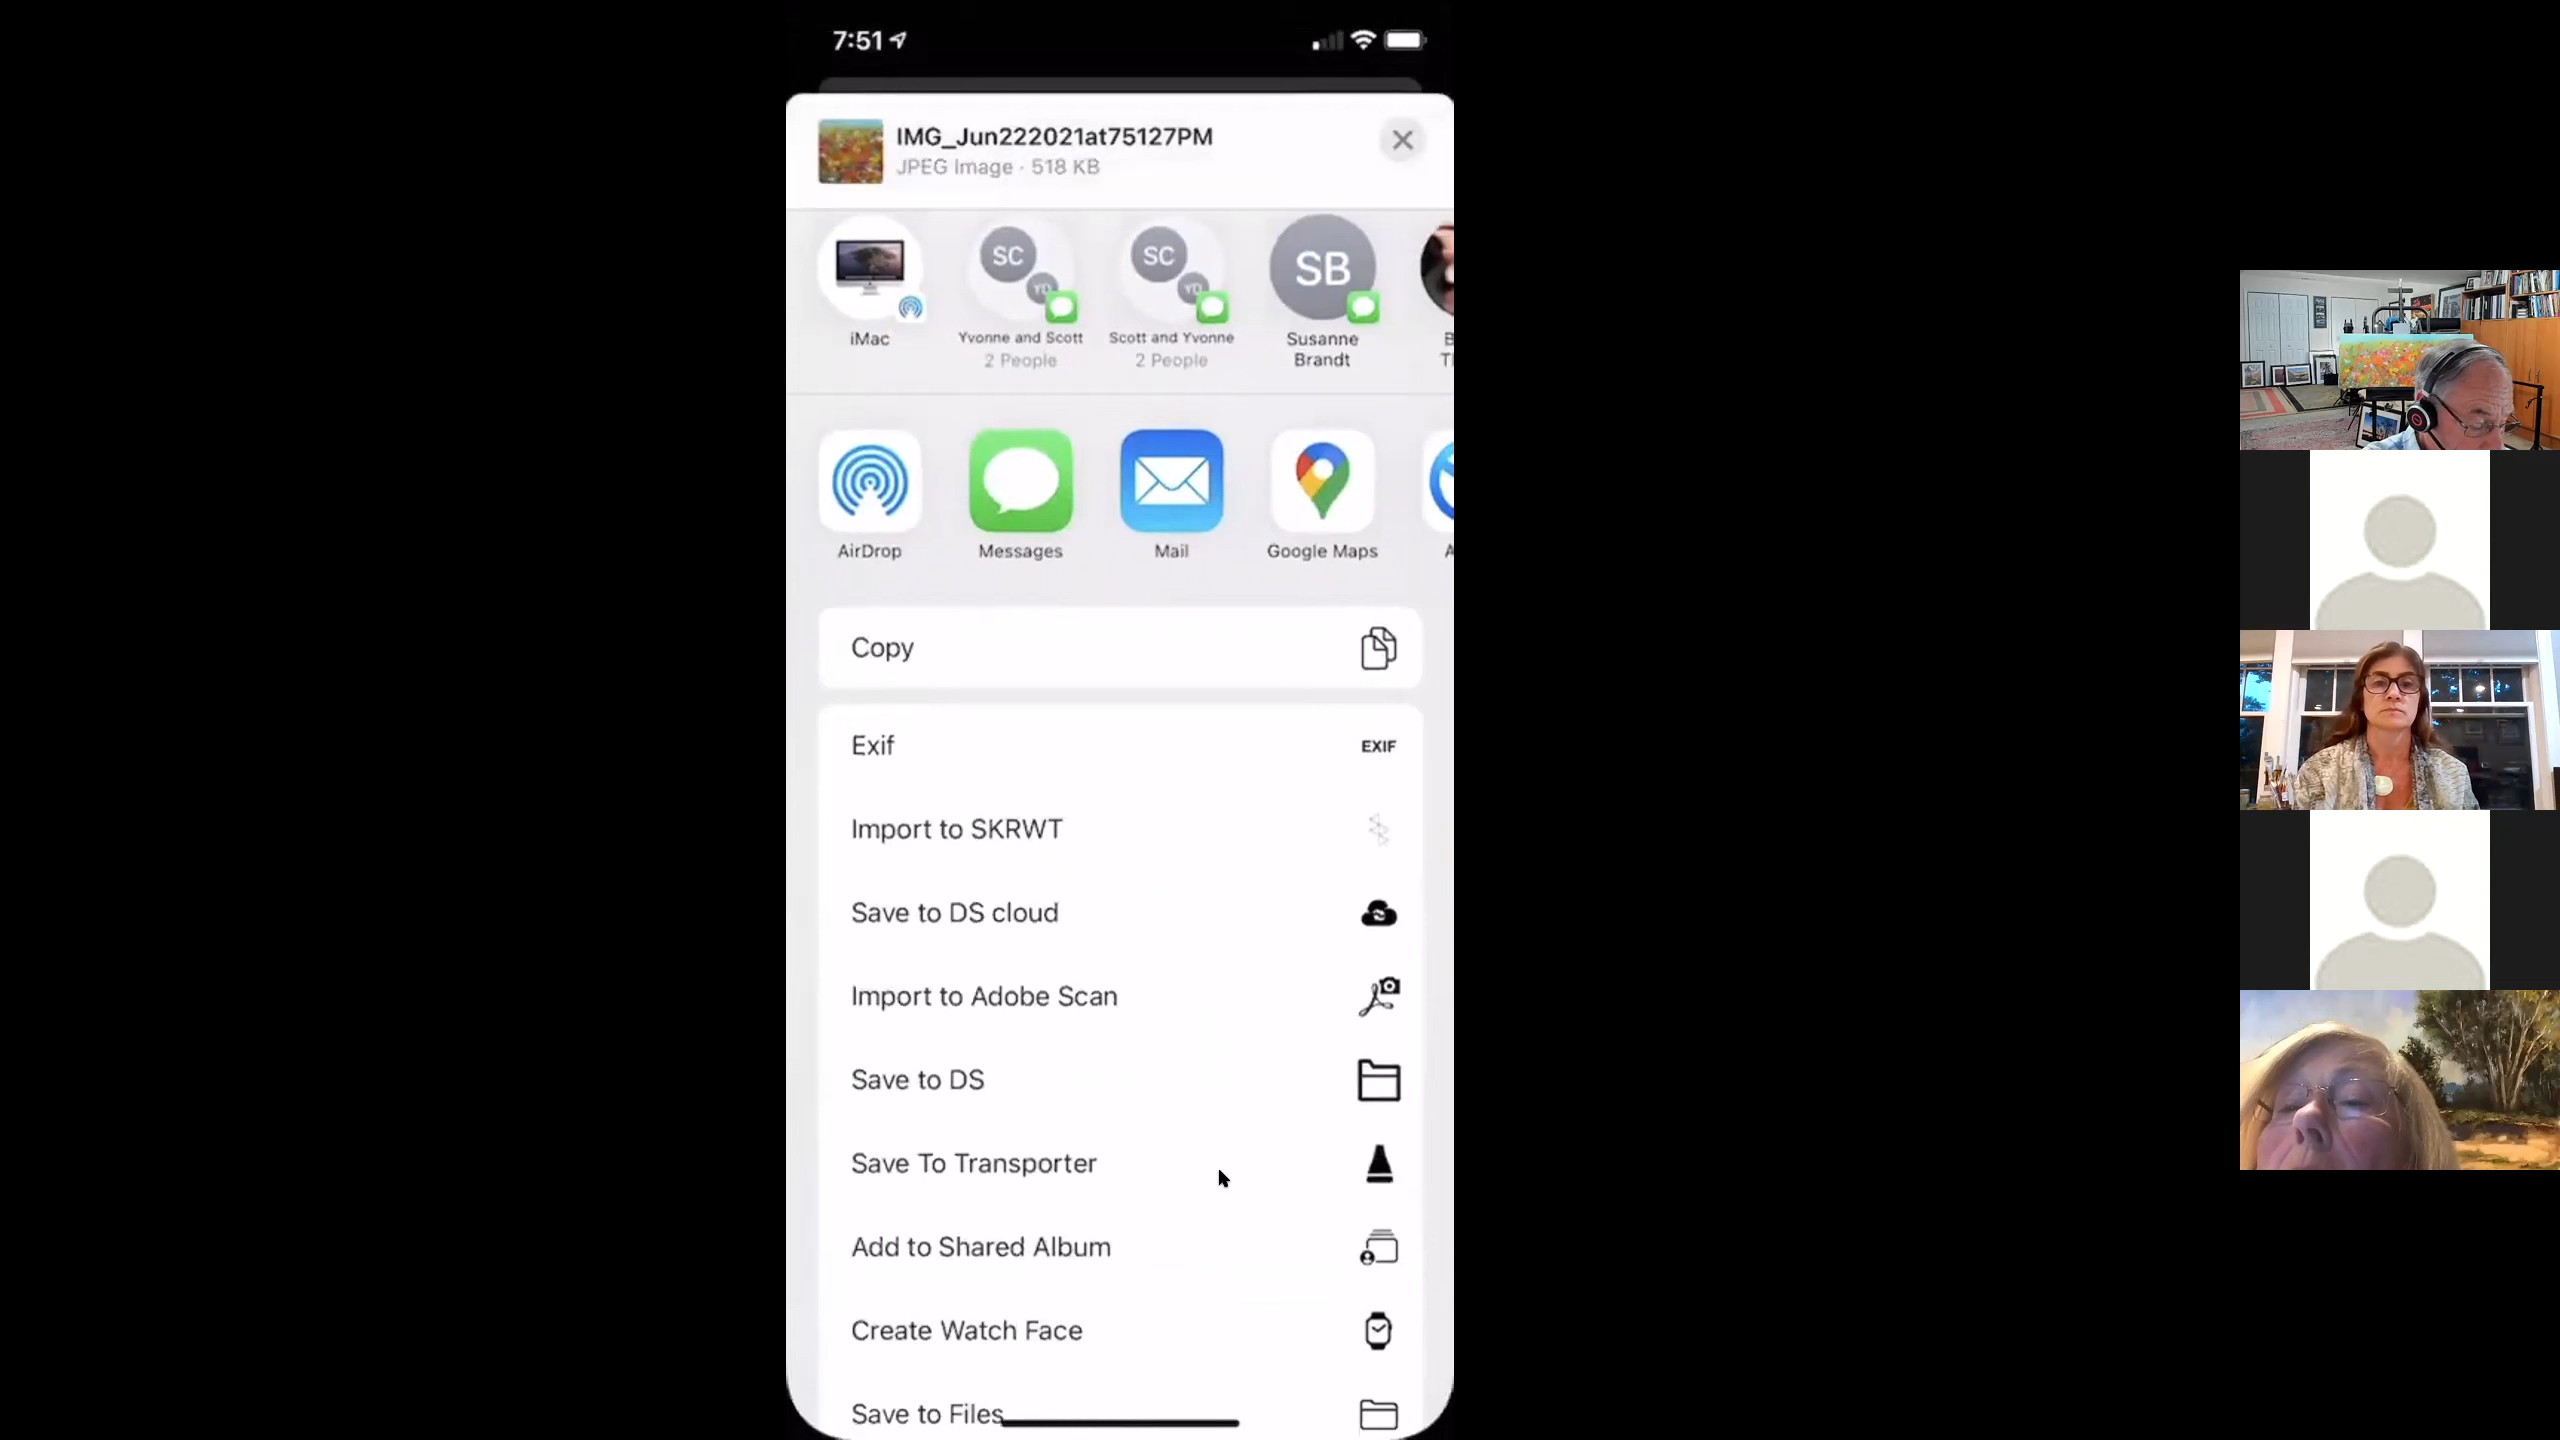 7:51
IMG_Jun222021at75127PM
JPEG Image · 518 KB
SC
YD
SC
YD
SB
iMac
Yvonne and Scott
2 People
Scott and Yvonne
2 People
Susanne
Brandt
AirDrop
Messages
Mail
Google Maps
Copy
Exif
EXIF
Import to SKRWT
Save to DS cloud
Import to Adobe Scan
Save to DS
Save To Transporter
Add to Shared Album
Create Watch Face
Save to Files